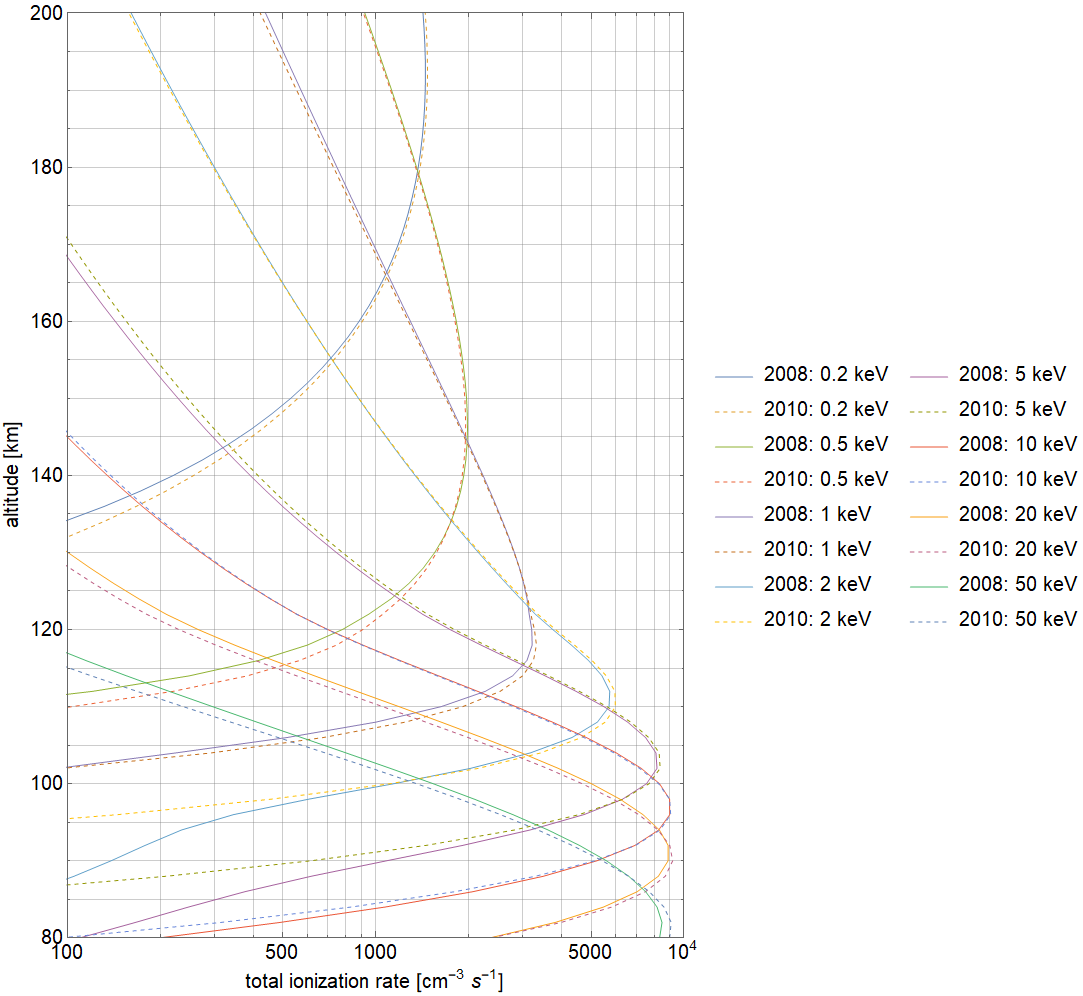 200
180
160
140
120
100
80
altitude [km]
100
500
1000
5000
10⁴
total ionization rate [cm⁻³ s⁻¹]
2008: 0.2 keV
2010: 0.2 keV
2008: 0.5 keV
2010: 0.5 keV
2008: 1 keV
2010: 1 keV
2008: 2 keV
2010: 2 keV
2008: 5 keV
2010: 5 keV
2008: 10 keV
2010: 10 keV
2008: 20 keV
2010: 20 keV
2008: 50 keV
2010: 50 keV